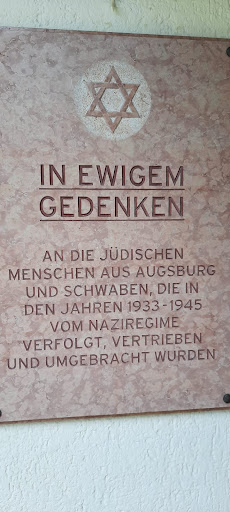 IN EWIGEM
GEDENKEN
AN DIE JÜDISCHEN
MENSCHEN AUS AUGSBURG
UND SCHWABEN, DIE IN
DEN JAHREN 1933-1945
VOM NAZIREGIME
VERFOLGT, VERTRIEBEN
UND UMGEBRACHT WURDEN